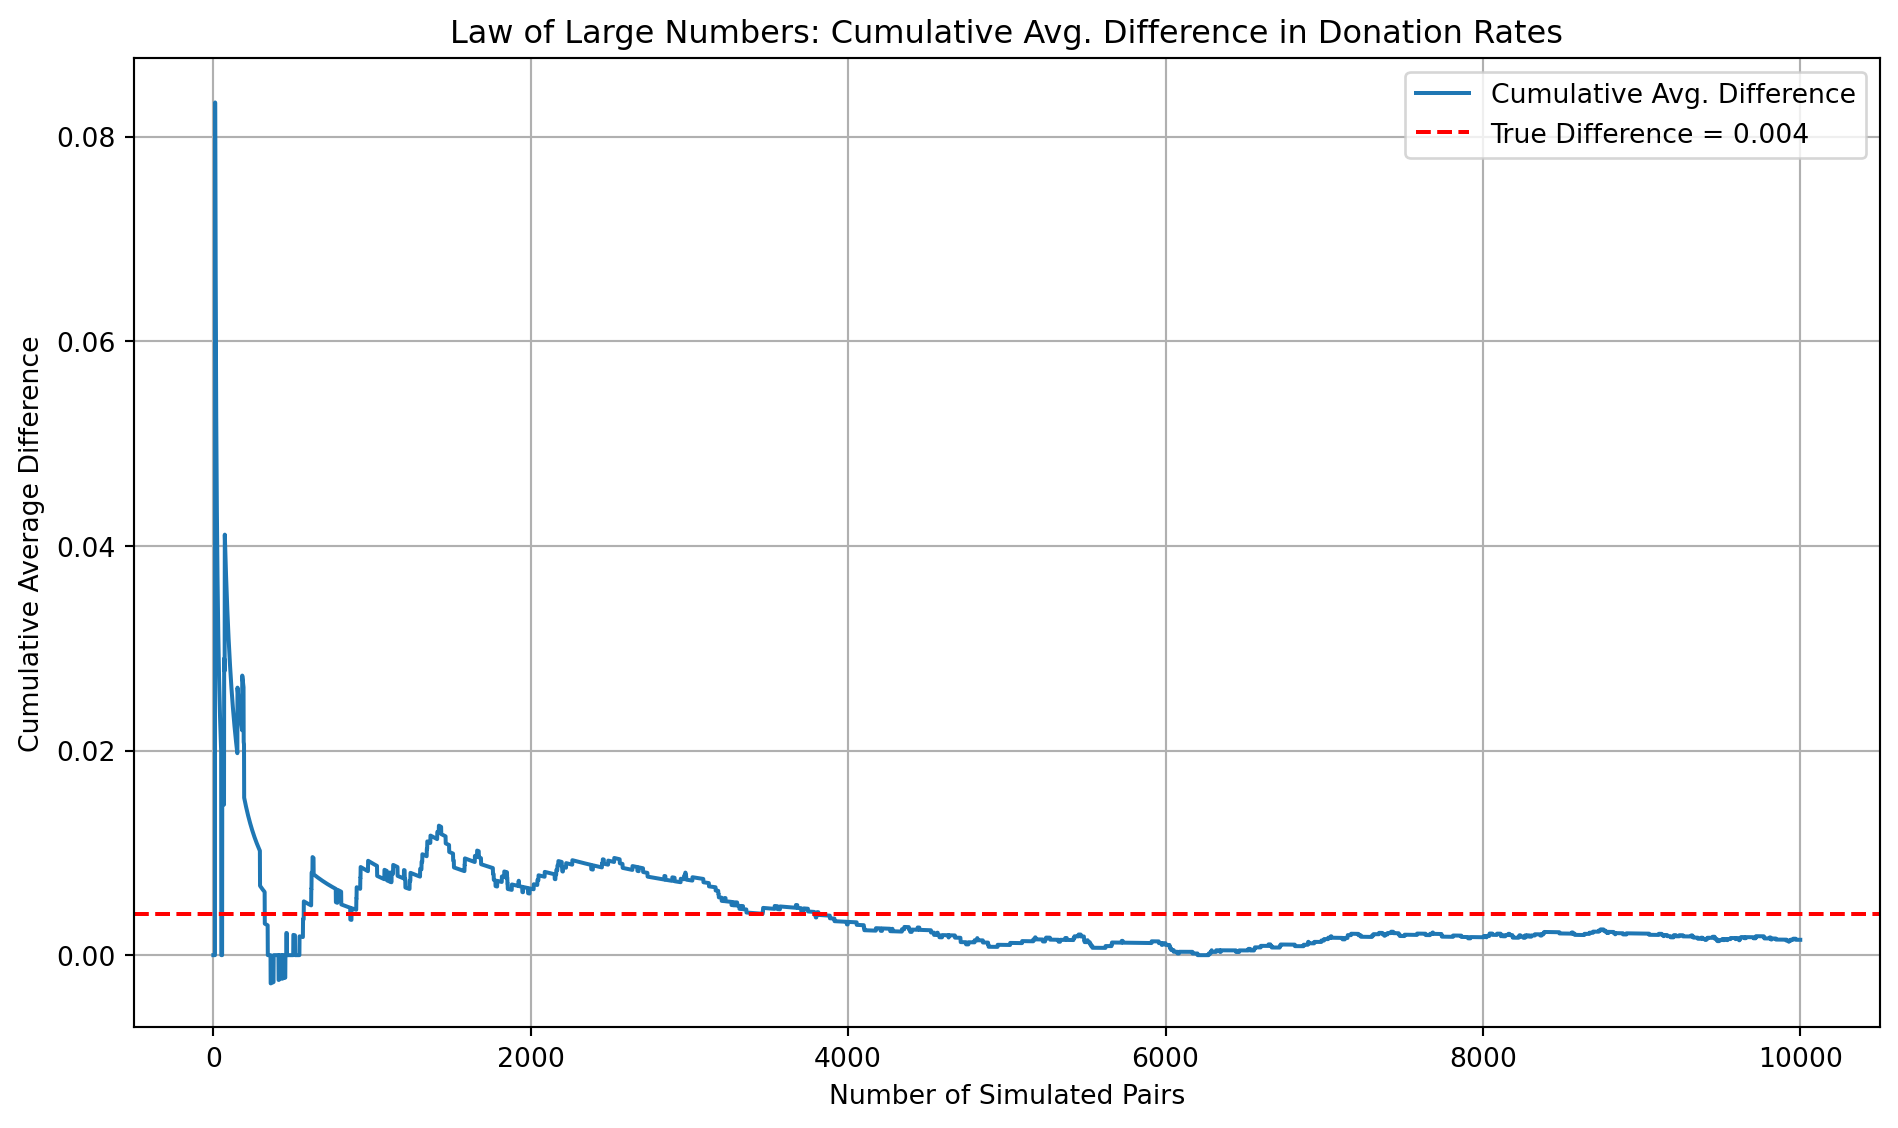 Law of Large Numbers: Cumulative Avg. Difference in Donation Rates
Cumulative Avg. Difference
True Difference = 0.004
Cumulative Average Difference
0.08
0.06
0.04
0.02
0.00
0 2000 4000 6000 8000 10000
Number of Simulated Pairs